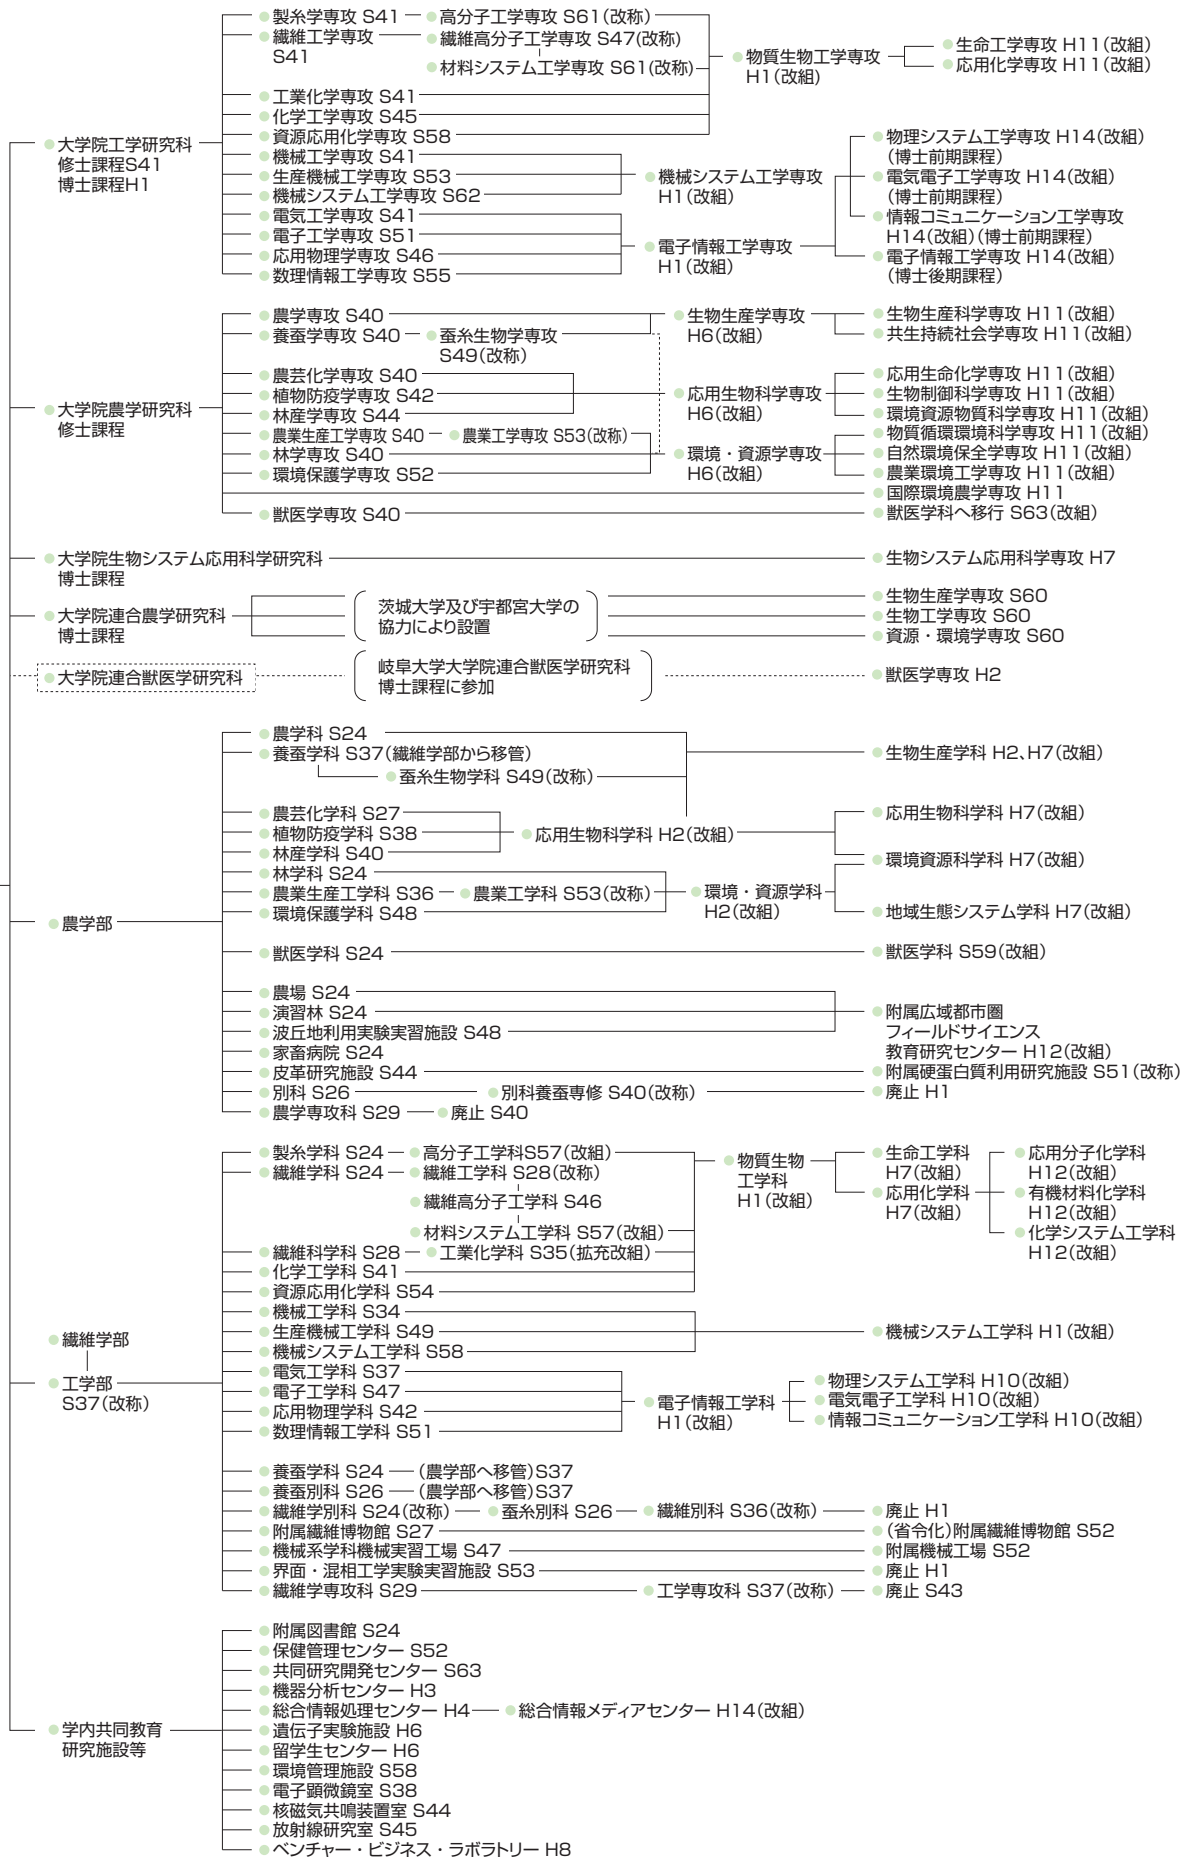 製糸学専攻 S41 高分子工学専攻 S61(改称)
繊維工学専攻 繊維高分子工学専攻 S47(改称)
S41
材料システム工学専攻 S61(改称)
物質生物工学専攻
H1(改組)
生命工学専攻 H11(改組)
応用化学専攻 H11(改組)
工業化学専攻 S41
化学工学専攻 S45
資源応用化学専攻 S58
大学院工学研究科
修士課程S41
博士課程H1
機械工学専攻 S41
生産機械工学専攻 S53
機械システム工学専攻 S62
機械システム工学専攻
H1(改組)
電気工学専攻 S41
電子工学専攻 S51
応用物理学専攻 S46
数理情報工学専攻 S55
電子情報工学専攻
H1(改組)
物理システム工学専攻 H14(改組)
(博士前期課程)
電気電子工学専攻 H14(改組)
(博士前期課程)
情報コミュニケーション工学専攻
H14(改組)(博士前期課程)
電子情報工学専攻 H14(改組)
(博士後期課程)
大学院農学研究科
修士課程
農学専攻 S40
養蚕学専攻 S40 蚕糸生物学専攻
S49(改称)
生物生産学専攻
H6(改組)
生物生産科学専攻 H11(改組)
共生持続社会学専攻 H11(改組)
農芸化学専攻 S40
植物防疫学専攻 S42
林産学専攻 S44
応用生物科学専攻
H6(改組)
応用生命化学専攻 H11(改組)
生物制御科学専攻 H11(改組)
環境資源物質科学専攻 H11(改組)
農業生産工学専攻 S40 農業工学専攻 S53(改称)
林学専攻 S40
環境保護学専攻 S52
環境・資源学専攻
H6(改組)
物質循環環境科学専攻 H11(改組)
自然環境保全学専攻 H11(改組)
農業環境工学専攻 H11(改組)
国際環境農学専攻 H11
獣医学専攻 S40 獣医学科へ移行 S63(改組)
大学院生物システム応用科学研究科 生物システム応用科学専攻 H7
博士課程
大学院連合農学研究科
博士課程
茨城大学及び宇都宮大学の
協力により設置
生物生産学専攻 S60
生物工学専攻 S60
資源・環境学専攻 S60
大学院連合獣医学研究科
岐阜大学大学院連合獣医学研究科
博士課程に参加
獣医学専攻 H2
農学部
農学科 S24
養蚕学科 S37(繊維学部から移管)
蚕糸生物学科 S49(改称)
生物生産学科 H2、H7(改組)
農芸化学科 S27
植物防疫学科 S38
林産学科 S40
応用生物科学科 H2(改組)
応用生物科学科 H7(改組)
環境資源科学科 H7(改組)
林学科 S24
農業生産工学科 S36 農業工学科 S53(改称)
環境保護学科 S48
環境・資源学科
H2(改組)
地域生態システム学科 H7(改組)
獣医学科 S24 獣医学科 S59(改組)
農場 S24
演習林 S24
波丘地利用実験実習施設 S48
附属広域都市圏
フィールドサイエンス
教育研究センター H12(改組)
家畜病院 S24
皮革研究施設 S44 附属硬蛋白質利用研究施設 S51(改称)
別科 S26 別科養蚕専修 S40(改称) 廃止 H1
農学専攻科 S29 廃止 S40
製糸学科 S24 高分子工学科S57(改組)
繊維学科 S24 繊維工学科 S28(改称)
繊維高分子工学科 S46
材料システム工学科 S57(改組)
繊維科学科 S28 工業化学科 S35(拡充改組)
化学工学科 S41
資源応用化学科 S54
物質生物
工学科
H1(改組)
生命工学科
H7(改組)
応用化学科
H7(改組)
応用分子化学科
H12(改組)
有機材料化学科
H12(改組)
化学システム工学科
H12(改組)
繊維学部
工学部
S37(改称)
機械工学科 S34
生産機械工学科 S49
機械システム工学科 S58
機械システム工学科 H1(改組)
電気工学科 S37
電子工学科 S47
応用物理学科 S42
数理情報工学科 S51
電子情報工学科
H1(改組)
物理システム工学科 H10(改組)
電気電子工学科 H10(改組)
情報コミュニケーション工学科 H10(改組)
養蚕学科 S24 (農学部へ移管)S37
養蚕別科 S26 (農学部へ移管)S37
繊維学別科 S24(改称) 蚕糸別科 S26 繊維別科 S36(改称) 廃止 H1
附属繊維博物館 S27 (省令化)附属繊維博物館 S52
機械系学科機械実習工場 S47 附属機械工場 S52
界面・混相工学実験実習施設 S53 廃止 H1
繊維学専攻科 S29 工学専攻科 S37(改称) 廃止 S43
学内共同教育
研究施設等
附属図書館 S24
保健管理センター S52
共同研究開発センター S63
機器分析センター H3
総合情報処理センター H4 総合情報メディアセンター H14(改組)
遺伝子実験施設 H6
留学生センター H6
環境管理施設 S58
電子顕微鏡室 S38
核磁気共鳴装置室 S44
放射線研究室 S45
ベンチャー・ビジネス・ラボラトリー H8